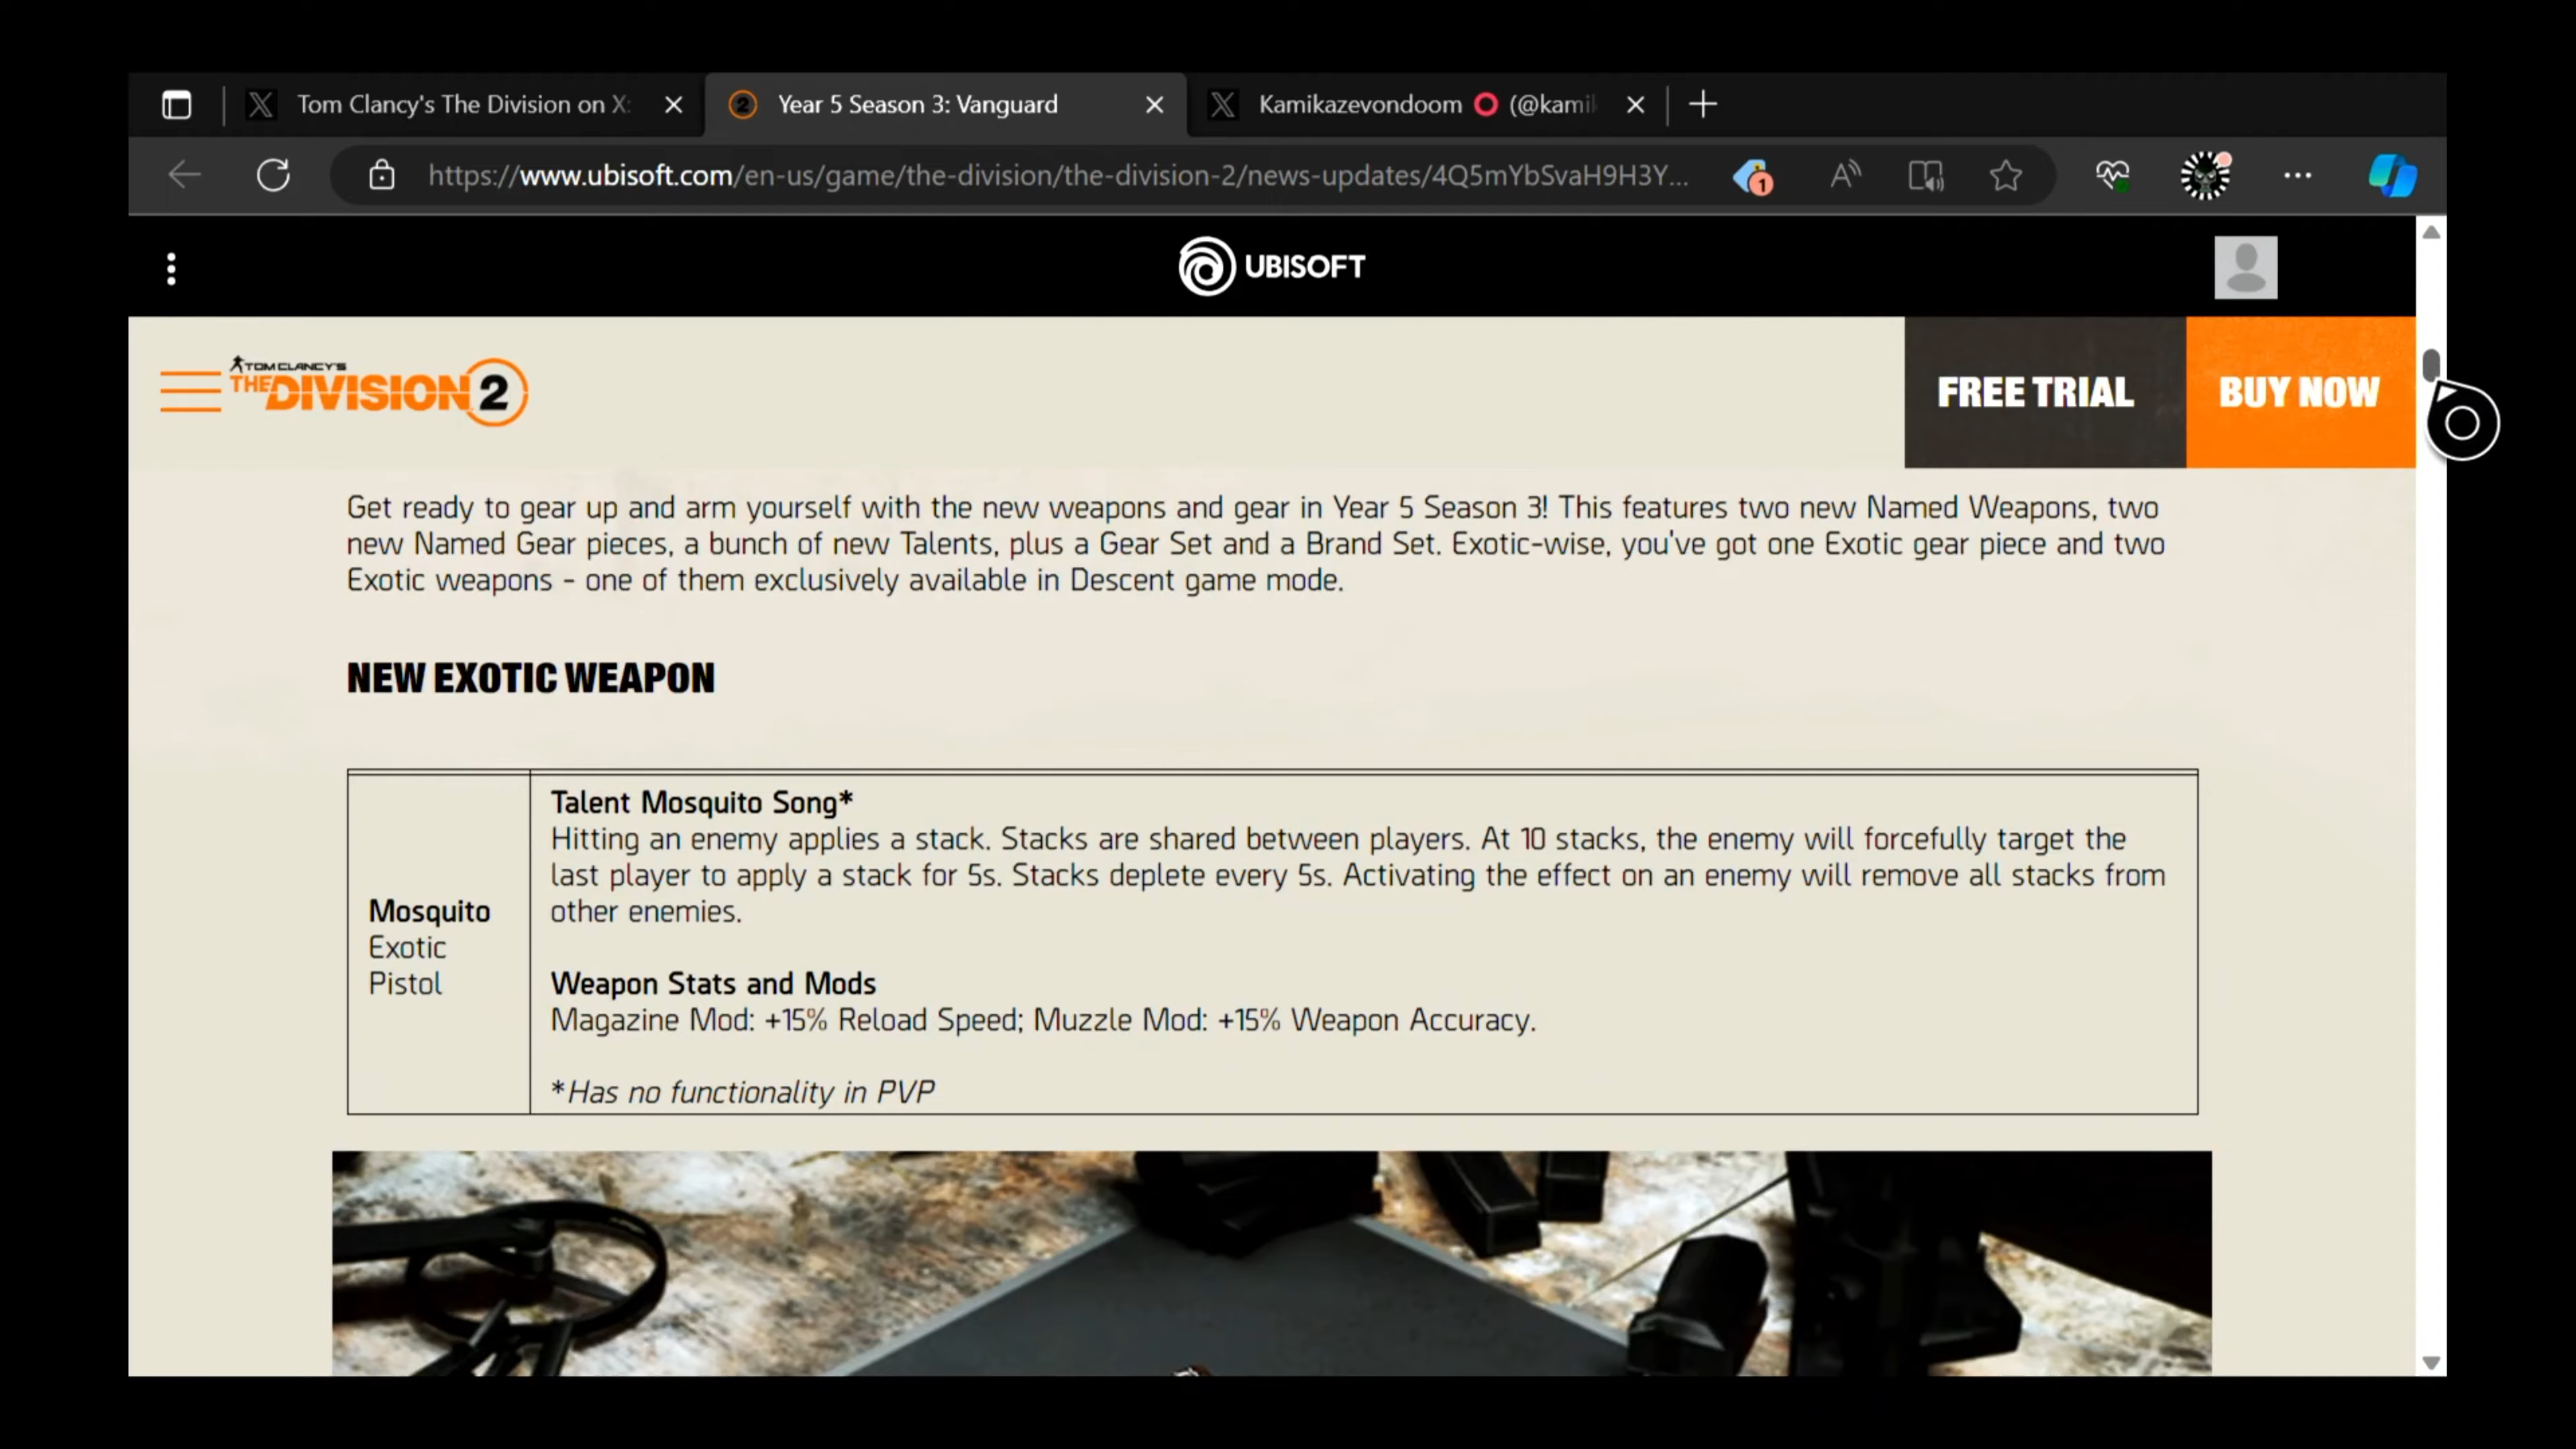 Tom Clancy's The Division on X:
Year 5 Season 3: Vanguard
Kamikazevondoom ⭕ (@kami
https://www.ubisoft.com/en-us/game/the-division/the-division-2/news-updates/4Q5mYbSvaH9H3Y...
1
UBISOFT
TOM CLANCY'S
THE DIVISION 2
FREE TRIAL
BUY NOW
Get ready to gear up and arm yourself with the new weapons and gear in Year 5 Season 3! This features two new Named Weapons, two
new Named Gear pieces, a bunch of new Talents, plus a Gear Set and a Brand Set. Exotic-wise, you've got one Exotic gear piece and two
Exotic weapons - one of them exclusively available in Descent game mode.
NEW EXOTIC WEAPON
Mosquito
Exotic
Pistol
Talent Mosquito Song*
Hitting an enemy applies a stack. Stacks are shared between players. At 10 stacks, the enemy will forcefully target the
last player to apply a stack for 5s. Stacks deplete every 5s. Activating the effect on an enemy will remove all stacks from
other enemies.
Weapon Stats and Mods
Magazine Mod: +15% Reload Speed; Muzzle Mod: +15% Weapon Accuracy.
*Has no functionality in PVP